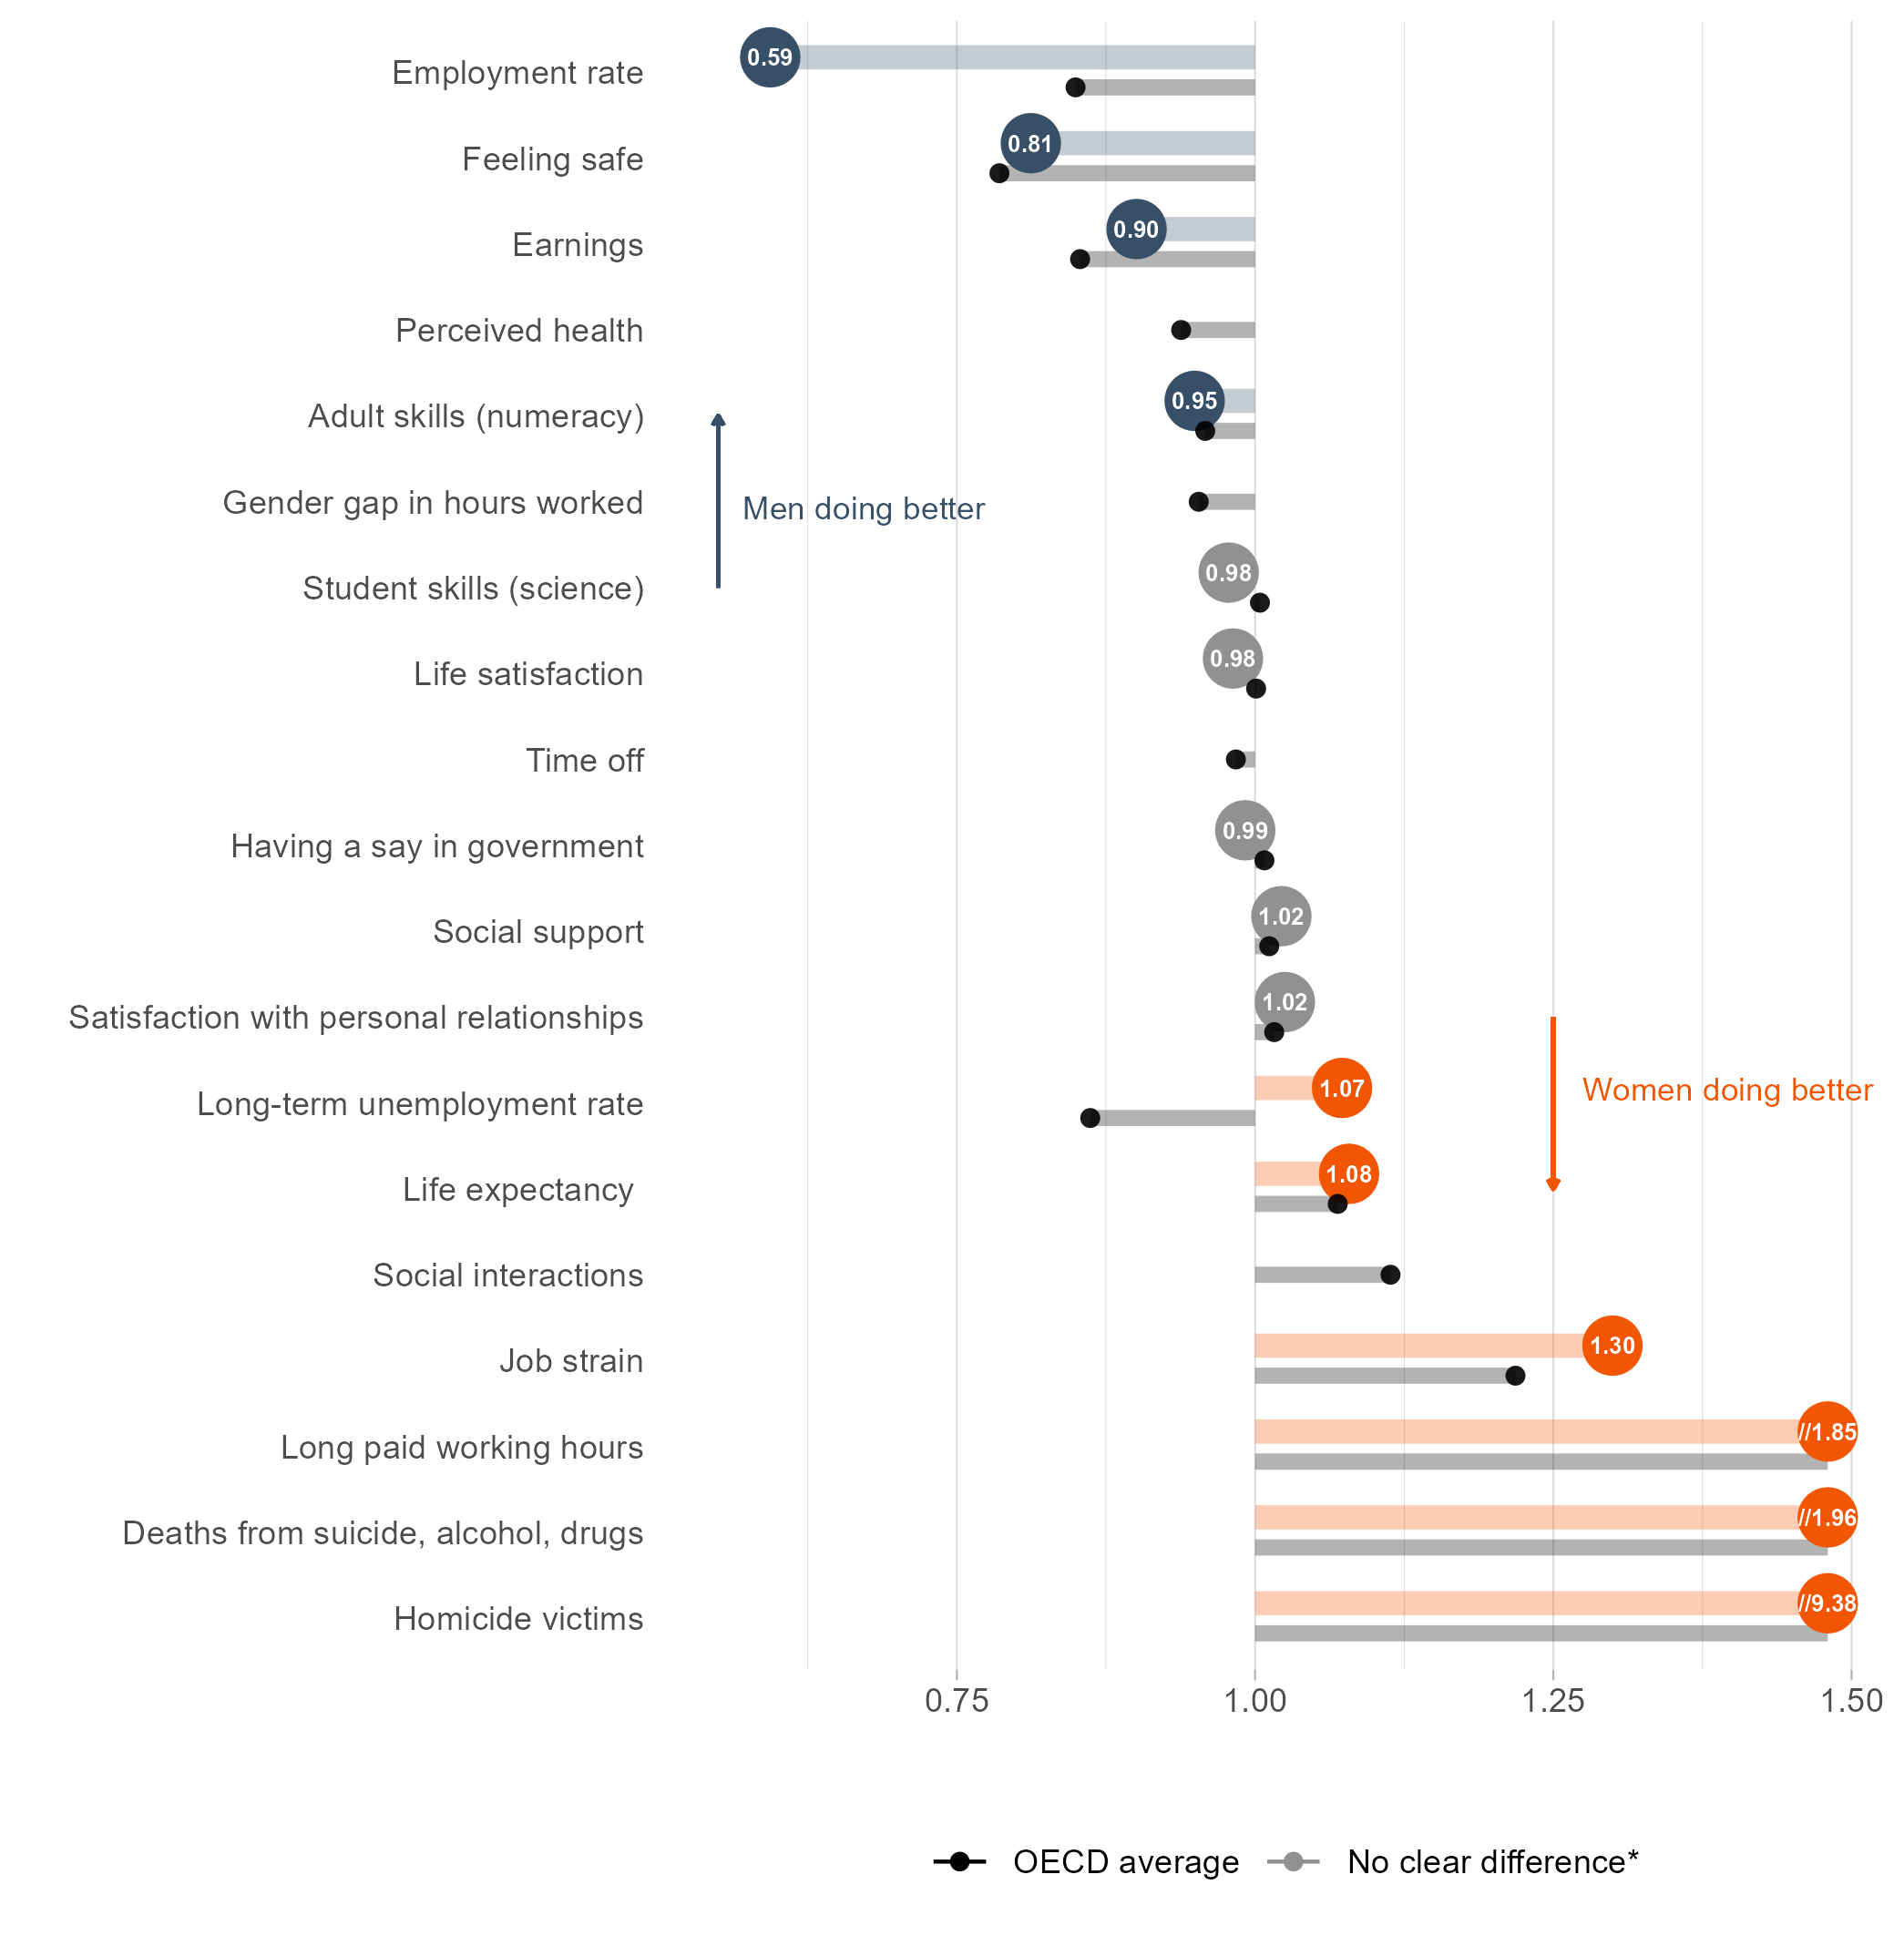 Employment rate
0.59
Feeling safe
0.81
Earnings
0.90
Perceived health
Adult skills (numeracy)
0.95
Gender gap in hours worked
Men doing better
Student skills (science)
0.98
Life satisfaction
0.98
Time off
Having a say in government
0.99
Social support
1.02
Satisfaction with personal relationships
1.02
Long-term unemployment rate
1.07
Women doing better
Life expectancy
1.08
Social interactions
Job strain
1.30
Long paid working hours
//1.85
Deaths from suicide, alcohol, drugs
//1.96
Homicide victims
//9.38
0.75 1.00 1.25 1.50
OECD average No clear difference*